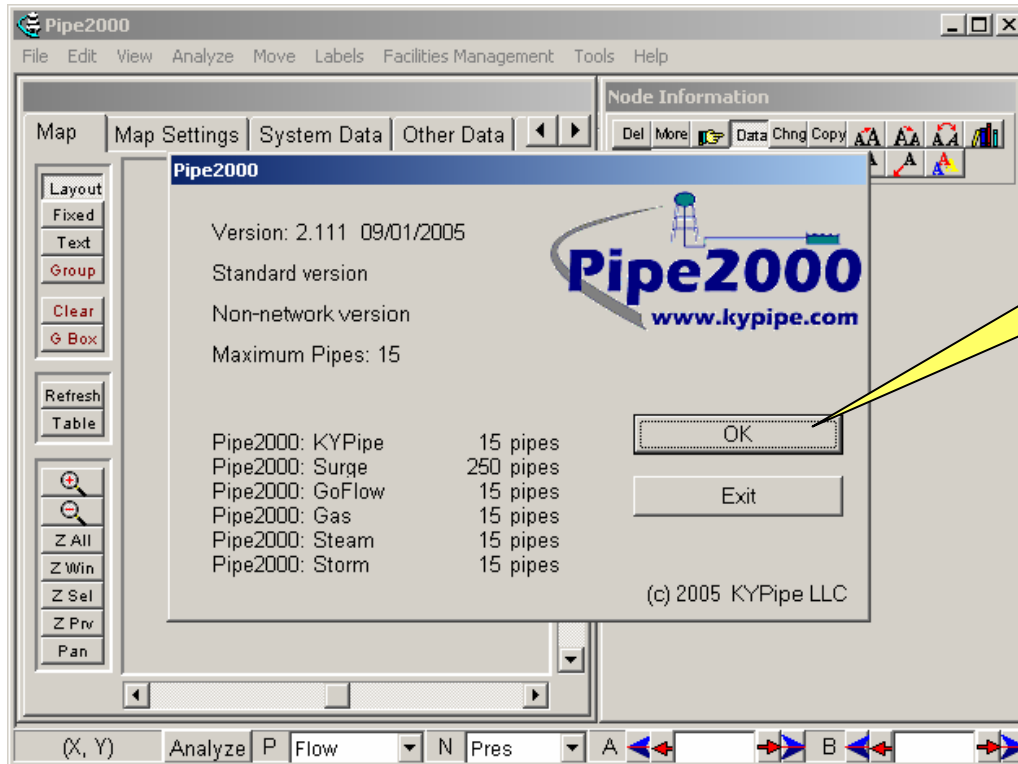 Pipe2000
File Edit View Analyze Move Labels Facilities Management Tools Help
Node Information
Map Map Settings System Data Other Data
Del More Data Chng Copy
Layout
Fixed
Text
Group
Clear
G Box
Refresh
Table
Z All
Z Win
Z Sel
Z Prv
Pan
Pipe2000
Version: 2.111 09/01/2005
Standard version
Non-network version
Maximum Pipes: 15
Pipe2000
www.kypipe.com
Pipe2000: KYPipe 15 pipes
Pipe2000: Surge 250 pipes
Pipe2000: GoFlow 15 pipes
Pipe2000: Gas 15 pipes
Pipe2000: Steam 15 pipes
Pipe2000: Storm 15 pipes
OK
Exit
(c) 2005 KYPipe LLC
(X, Y) Analyze P Flow N Pres A B